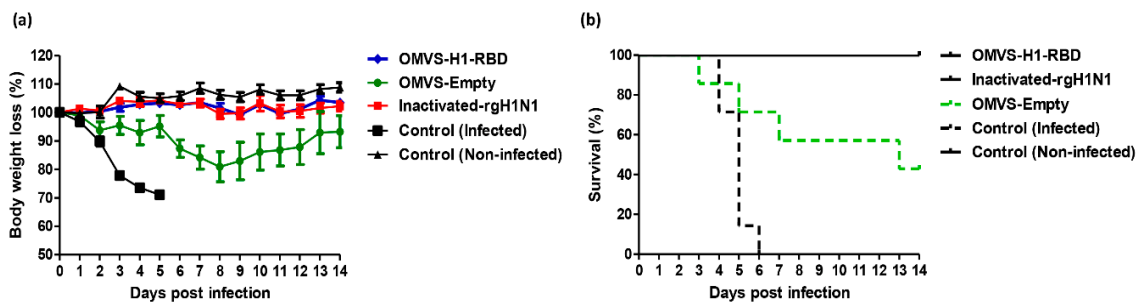 (a)
Body weight loss (%)
120
110
100
90
80
70
60
50
0 1 2 3 4 5 6 7 8 9 10 11 12 13 14
Days post infection
OMVS-H1-RBD
OMVS-Empty
Inactivated-rgH1N1
Control (Infected)
Control (Non-infected)
(b)
Survival (%)
100
80
60
40
20
0
0 1 2 3 4 5 6 7 8 9 10 11 12 13 14
Days post infection
OMVS-H1-RBD
Inactivated-rgH1N1
OMVS-Empty
Control (Infected)
Control (Non-infected)